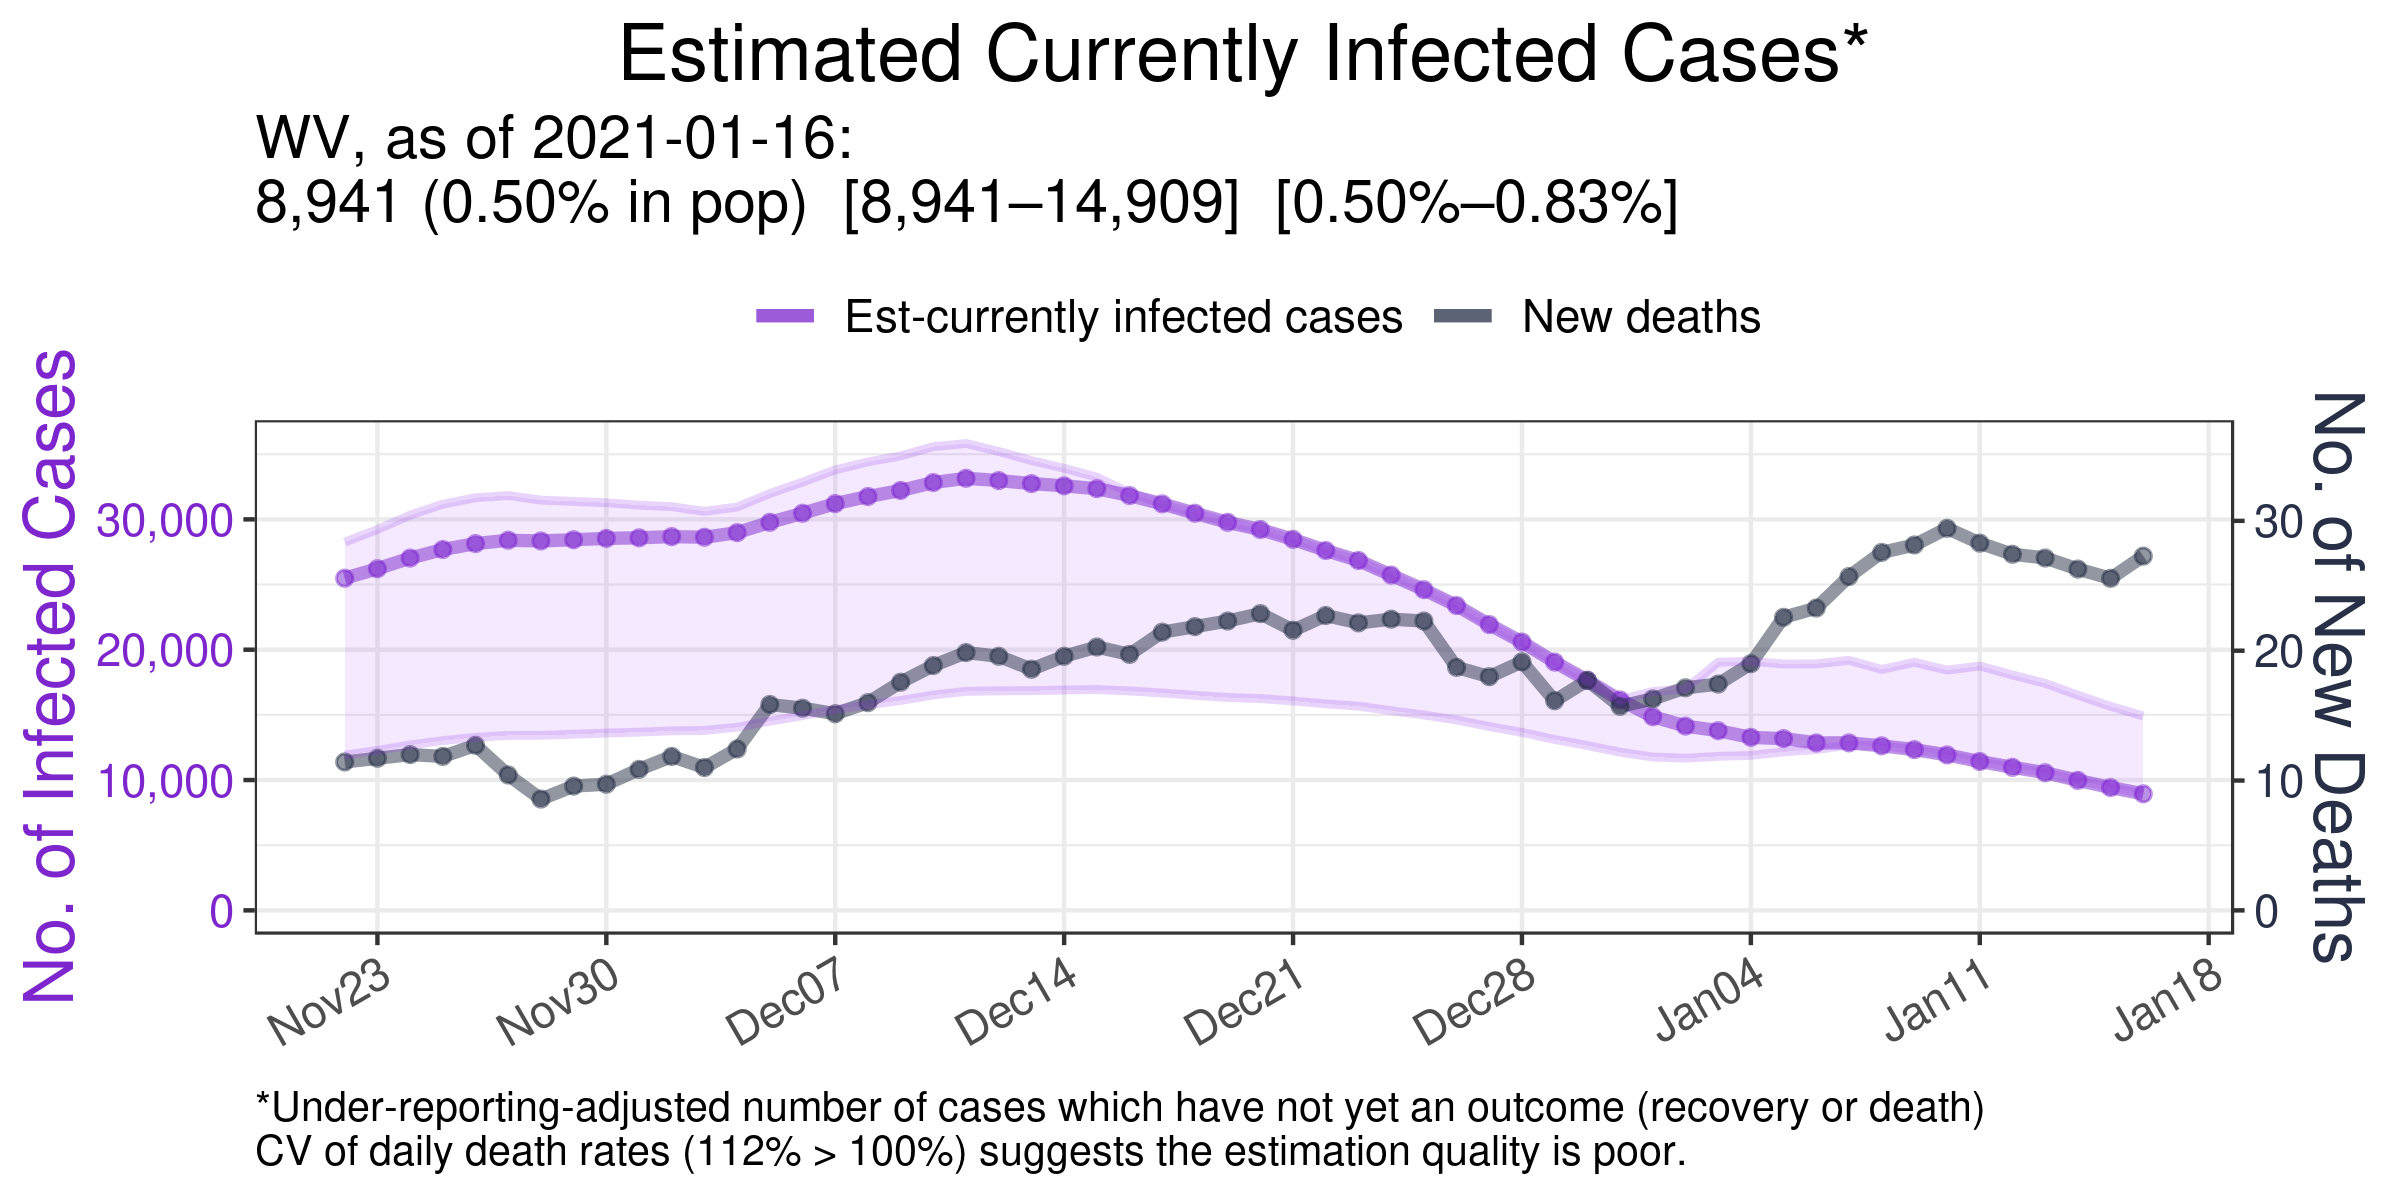 Estimated Currently Infected Cases*
WV, as of 2021-01-16:
8,941 (0.50% in pop)  [8,941–14,909]  [0.50%–0.83%]
Est-currently infected cases
New deaths
No. of Infected Cases
30,000
20,000
10,000
0
30
20
10
0
No. of New Deaths
Nov23
Nov30
Dec07
Dec14
Dec21
Dec28
Jan04
Jan11
Jan18
*Under-reporting-adjusted number of cases which have not yet an outcome (recovery or death)
CV of daily death rates (112% > 100%) suggests the estimation quality is poor.